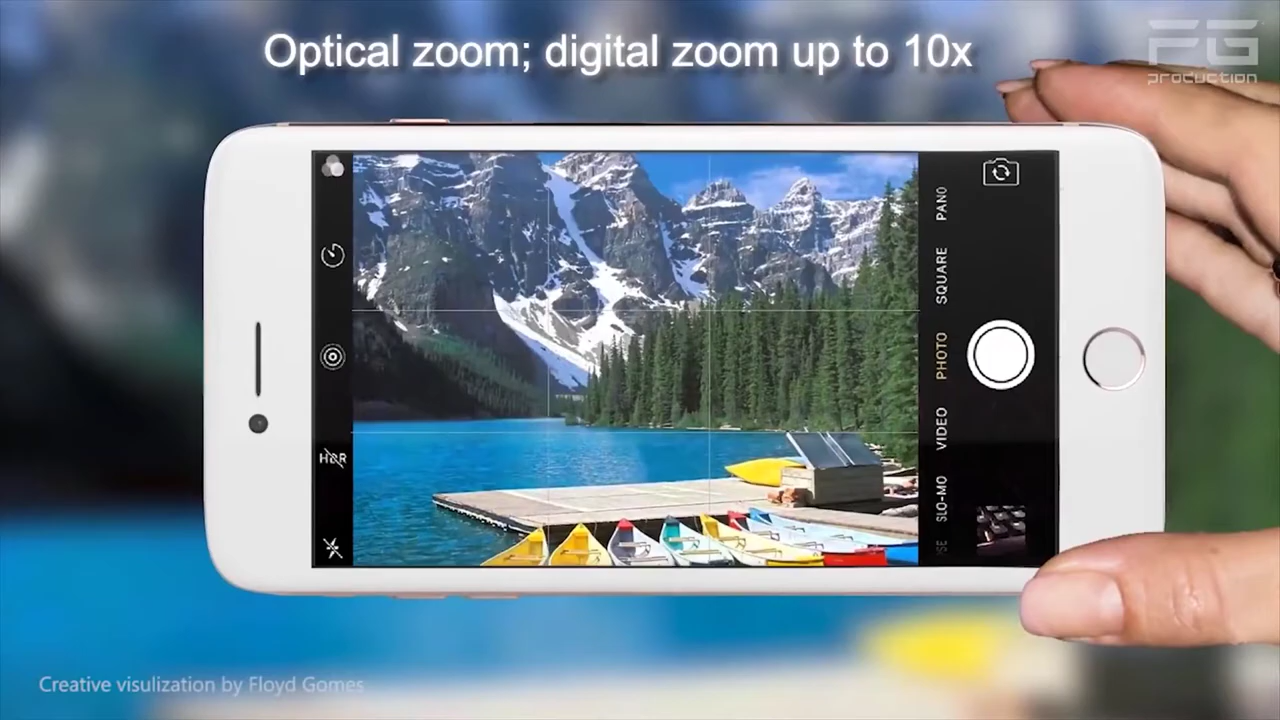 Optical zoom; digital zoom up to 10x
FG
production
HDR
PANO
SQUARE
PHOTO
VIDEO
SLO-MO
SE
Creative visulization by Floyd Gomes